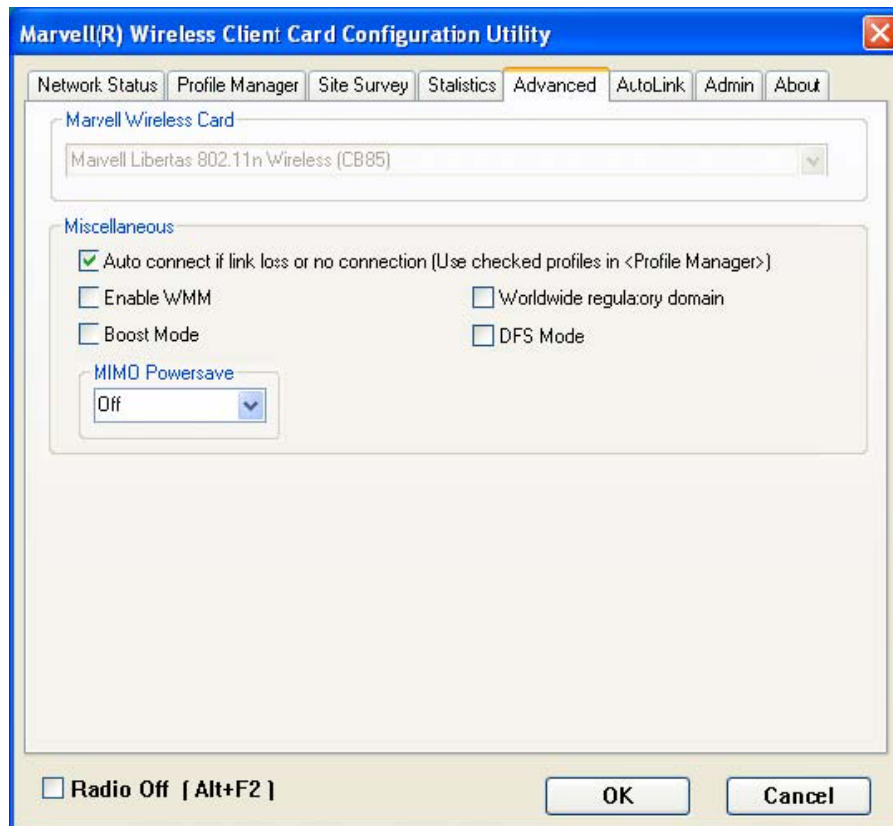 Marvell(R) Wireless Client Card Configuration Utility
Network Status Profile Manager Site Survey Statistics Advanced AutoLink Admin About
Marvell Wireless Card
Marvell Libertas 802.11n Wireless (CB85)
Miscellaneous
Auto connect if link loss or no connection (Use checked profiles in <Profile Manager>)
Enable WMM Worldwide regulatory domain
Boost Mode DFS Mode
MIMO Powersave
Off
Radio Off [ Alt+F2 ] OK Cancel